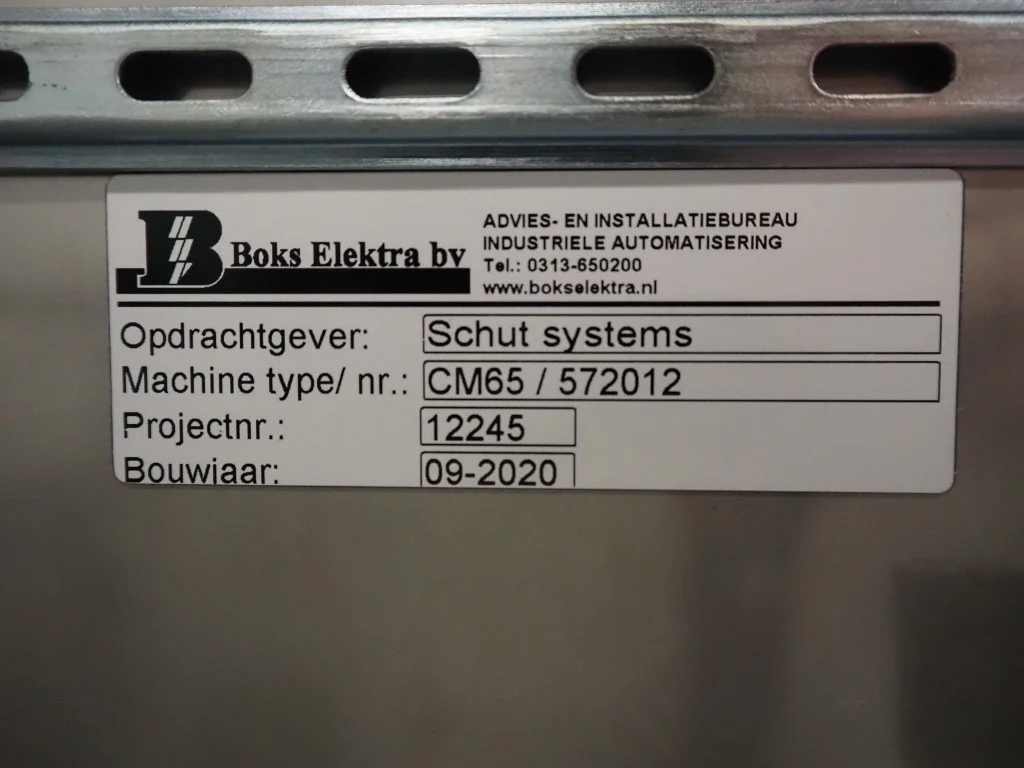 B Boks Elektra bv
ADVIES- EN INSTALLATIEBUREAU
INDUSTRIELE AUTOMATISERING
Tel.: 0313-650200
www.bokselektra.nl
Opdrachtgever: Schut systems
Machine type/ nr.: CM65 / 572012
Projectnr.: 12245
Bouwjaar: 09-2020